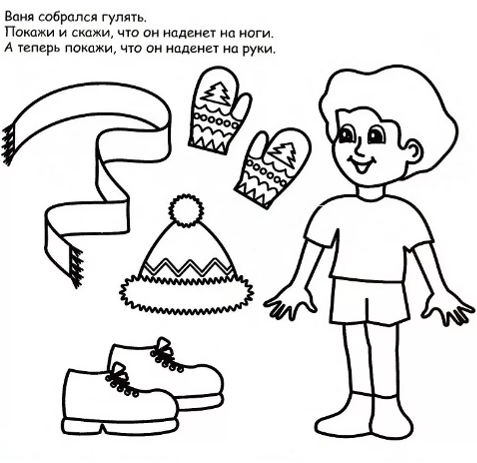 Ваня собрался гулять.
Покажи и скажи, что он наденет на ноги.
А теперь покажи, что он наденет на руки.